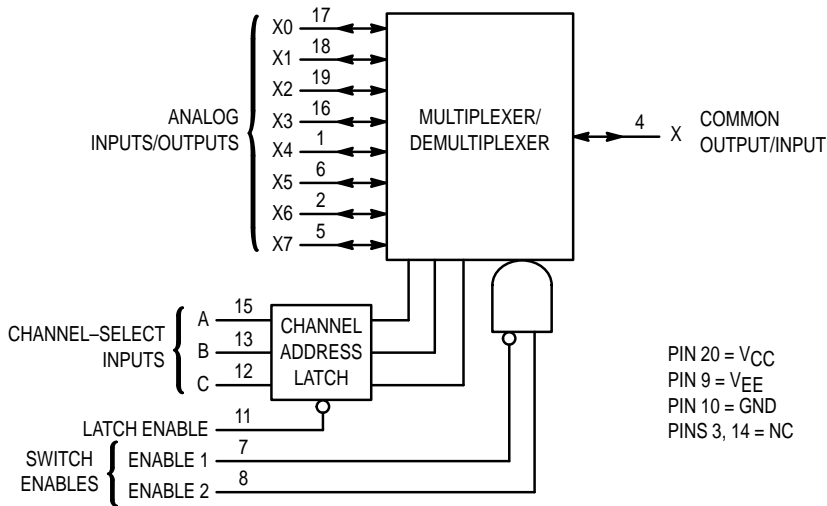 X0 17
X1 18
X2 19
X3 16
X4 1
X5 6
X6 2
X7 5
ANALOG
INPUTS/OUTPUTS
MULTIPLEXER/
DEMULTIPLEXER
4 X
COMMON
OUTPUT/INPUT
CHANNEL–SELECT
INPUTS
A 15
B 13
C 12
CHANNEL
ADDRESS
LATCH
LATCH ENABLE 11
SWITCH
ENABLES
ENABLE 1 7
ENABLE 2 8
PIN 20 = VCC
PIN 9 = VEE
PIN 10 = GND
PINS 3, 14 = NC